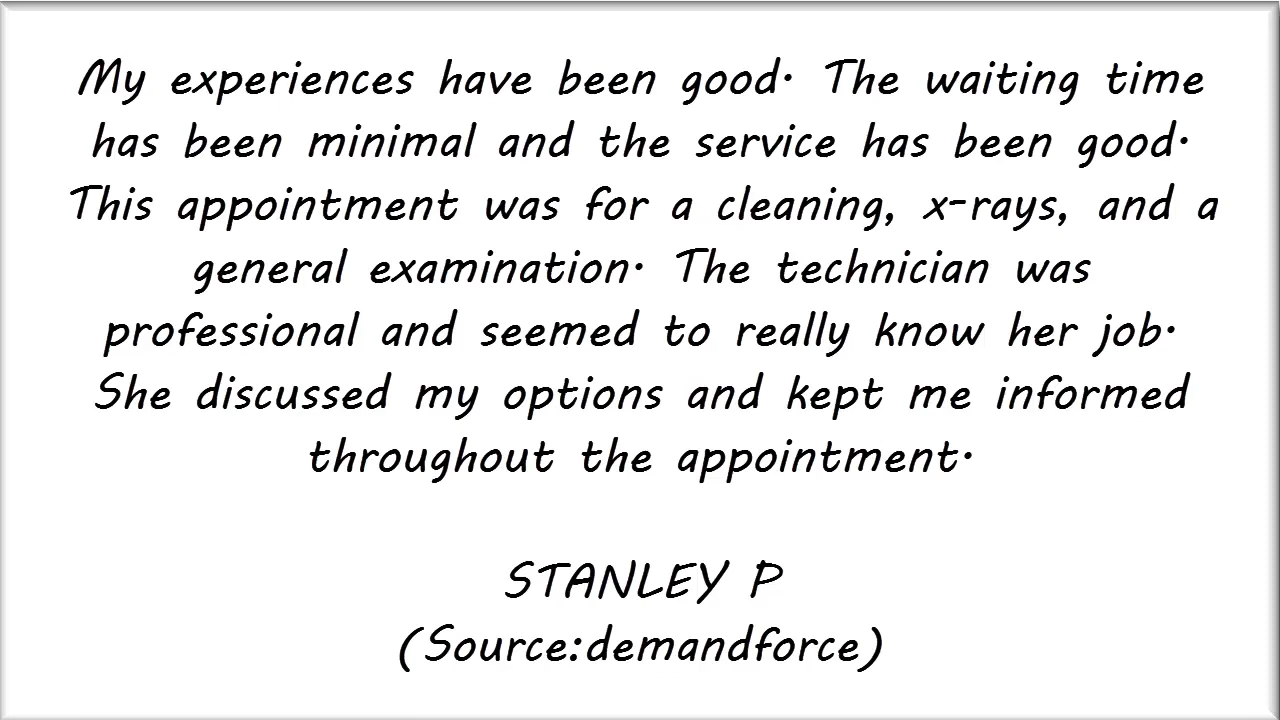 My experiences have been good. The waiting time
has been minimal and the service has been good.
This appointment was for a cleaning, x-rays, and a
general examination. The technician was
professional and seemed to really know her job.
She discussed my options and kept me informed
throughout the appointment.
STANLEY P
(Source:demandforce)